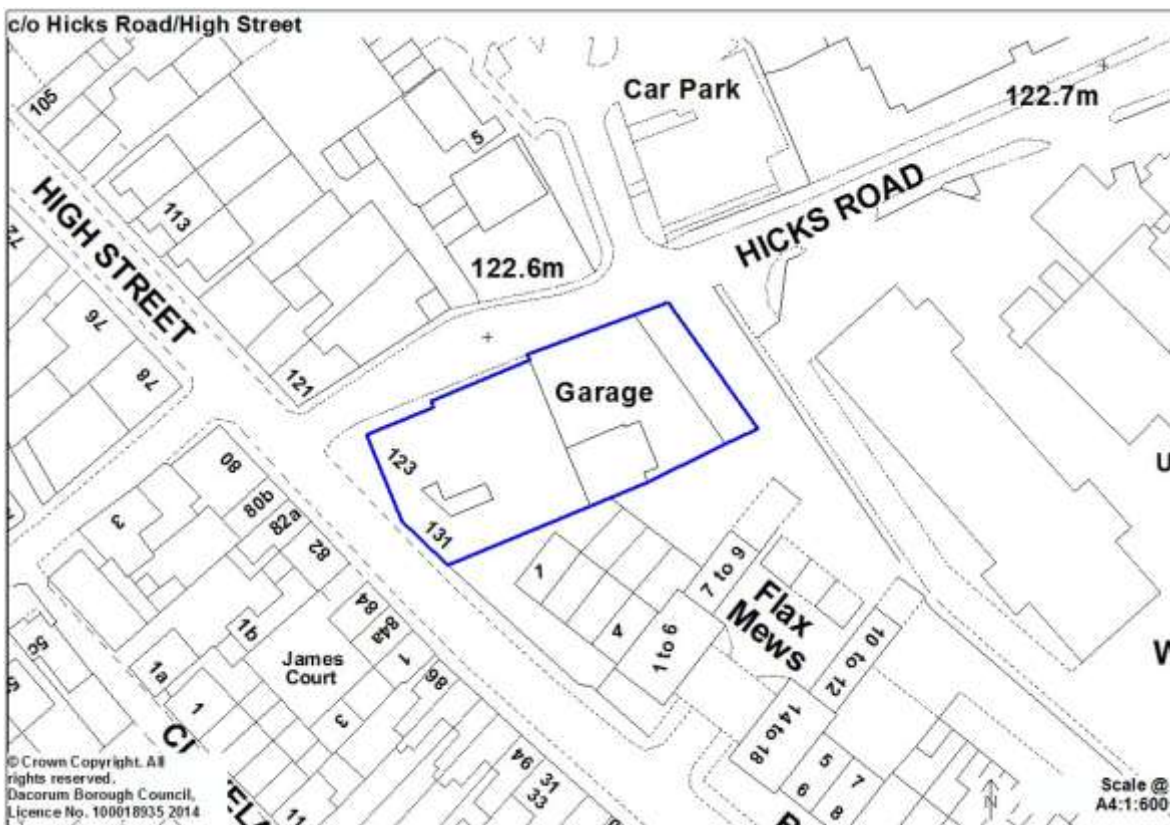 c/o Hicks Road/High Street
105
5
Car Park
122.7m
HICKS ROAD
113
HIGH STREET
72
76
78
121
122.6m
Garage
123
131
80
80b
82a
82
3
84
84a
1
86
1b
1a
1
James
Court
3
5c
1
4
1 to 6
7 to 9
Flax
Mews
10 to 12
14 to 18
5
7
6
8
94
31
33
11
N
© Crown Copyright. All
rights reserved.
Dacorum Borough Council,
Licence No. 100018935 2014
Scale @
A4:1:600